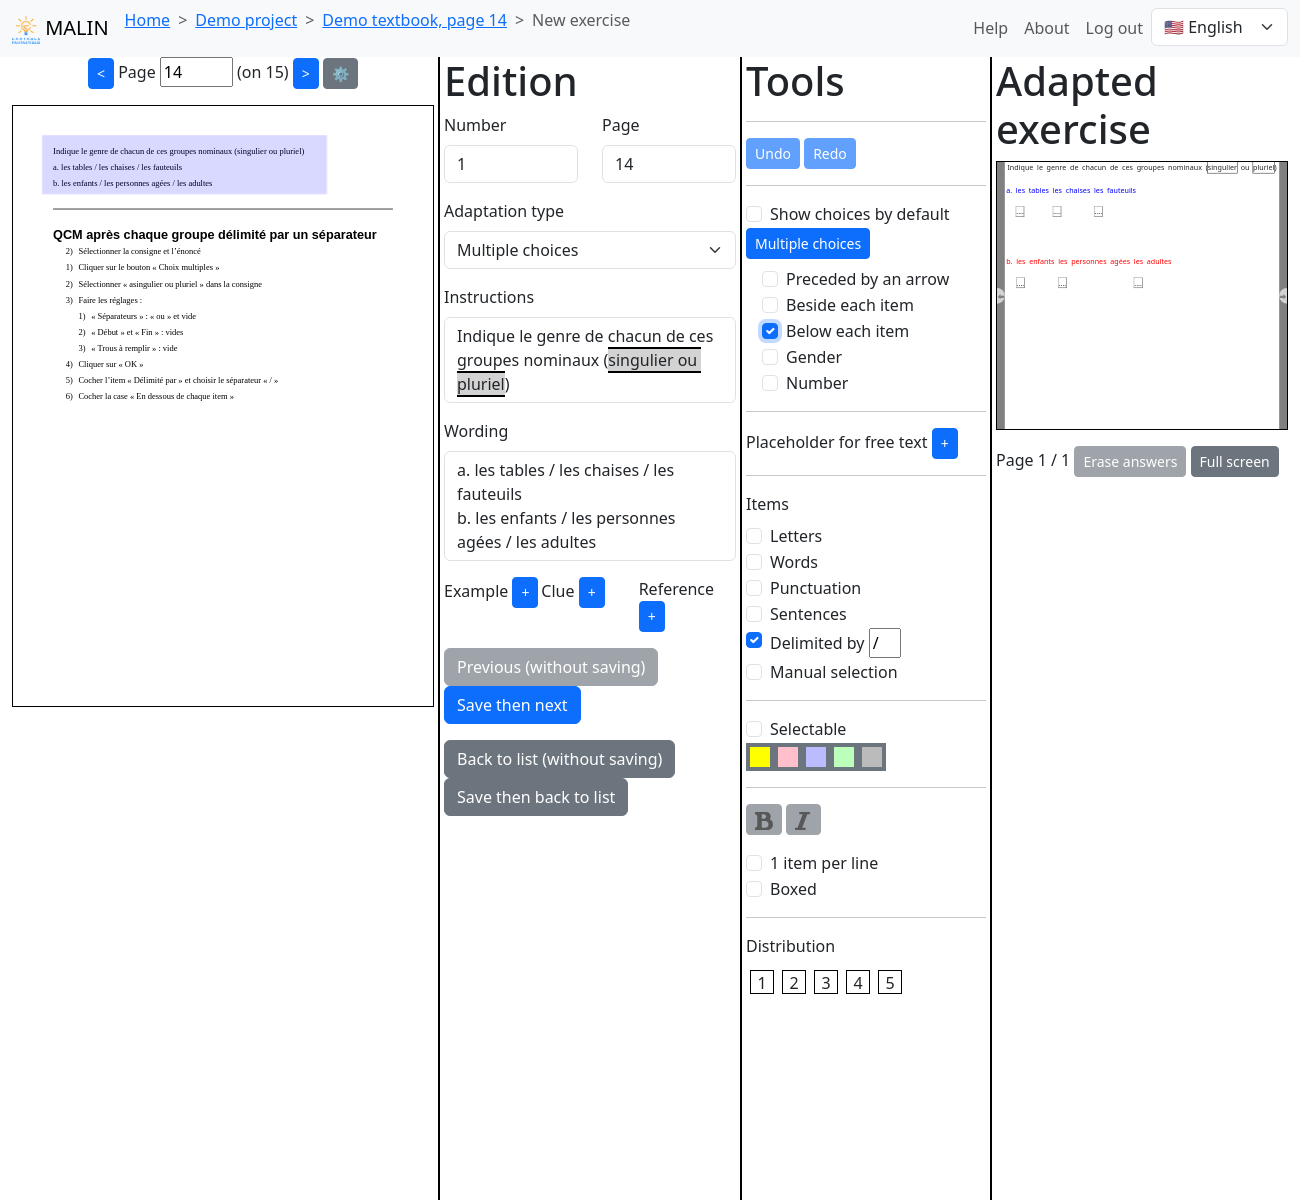 MALIN
Home > Demo project > Demo textbook, page 14 > New exercise
Help About Log out 🇺🇸 English
< Page 14 (on 15) > ⚙️
Indique le genre de chacun de ces groupes nominaux (singulier ou pluriel)
a. les tables / les chaises / les fauteuils
b. les enfants / les personnes agées / les adultes
QCM après chaque groupe délimité par un séparateur
2) Sélectionner la consigne et l’énoncé
1) Cliquer sur le bouton « Choix multiples »
2) Sélectionner « asingulier ou pluriel » dans la consigne
3) Faire les réglages :
1) « Séparateurs » : « ou » et vide
2) « Début » et « Fin » : vides
3) « Trous à remplir » : vide
4) Cliquer sur « OK »
5) Cocher l’item « Délimité par » et choisir le séparateur « / »
6) Cocher la case « En dessous de chaque item »
Edition
Number Page
1 14
Adaptation type
Multiple choices
Instructions
Indique le genre de chacun de ces
groupes nominaux (singulier ou
pluriel)
Wording
a. les tables / les chaises / les
fauteuils
b. les enfants / les personnes
agées / les adultes
Example + Clue + Reference
+
Previous (without saving)
Save then next
Back to list (without saving)
Save then back to list
Tools
Undo Redo
Show choices by default
Multiple choices
Preceded by an arrow
Beside each item
Below each item
Gender
Number
Placeholder for free text +
Items
Letters
Words
Punctuation
Sentences
Delimited by /
Manual selection
Selectable
B I
1 item per line
Boxed
Distribution
1 2 3 4 5
Adapted
exercise
Indique le genre de chacun de ces groupes nominaux (singulier ou pluriel)
a. les tables les chaises les fauteuils
... ... ...
b. les enfants les personnes agées les adultes
... ... ...
Page 1 / 1 Erase answers Full screen